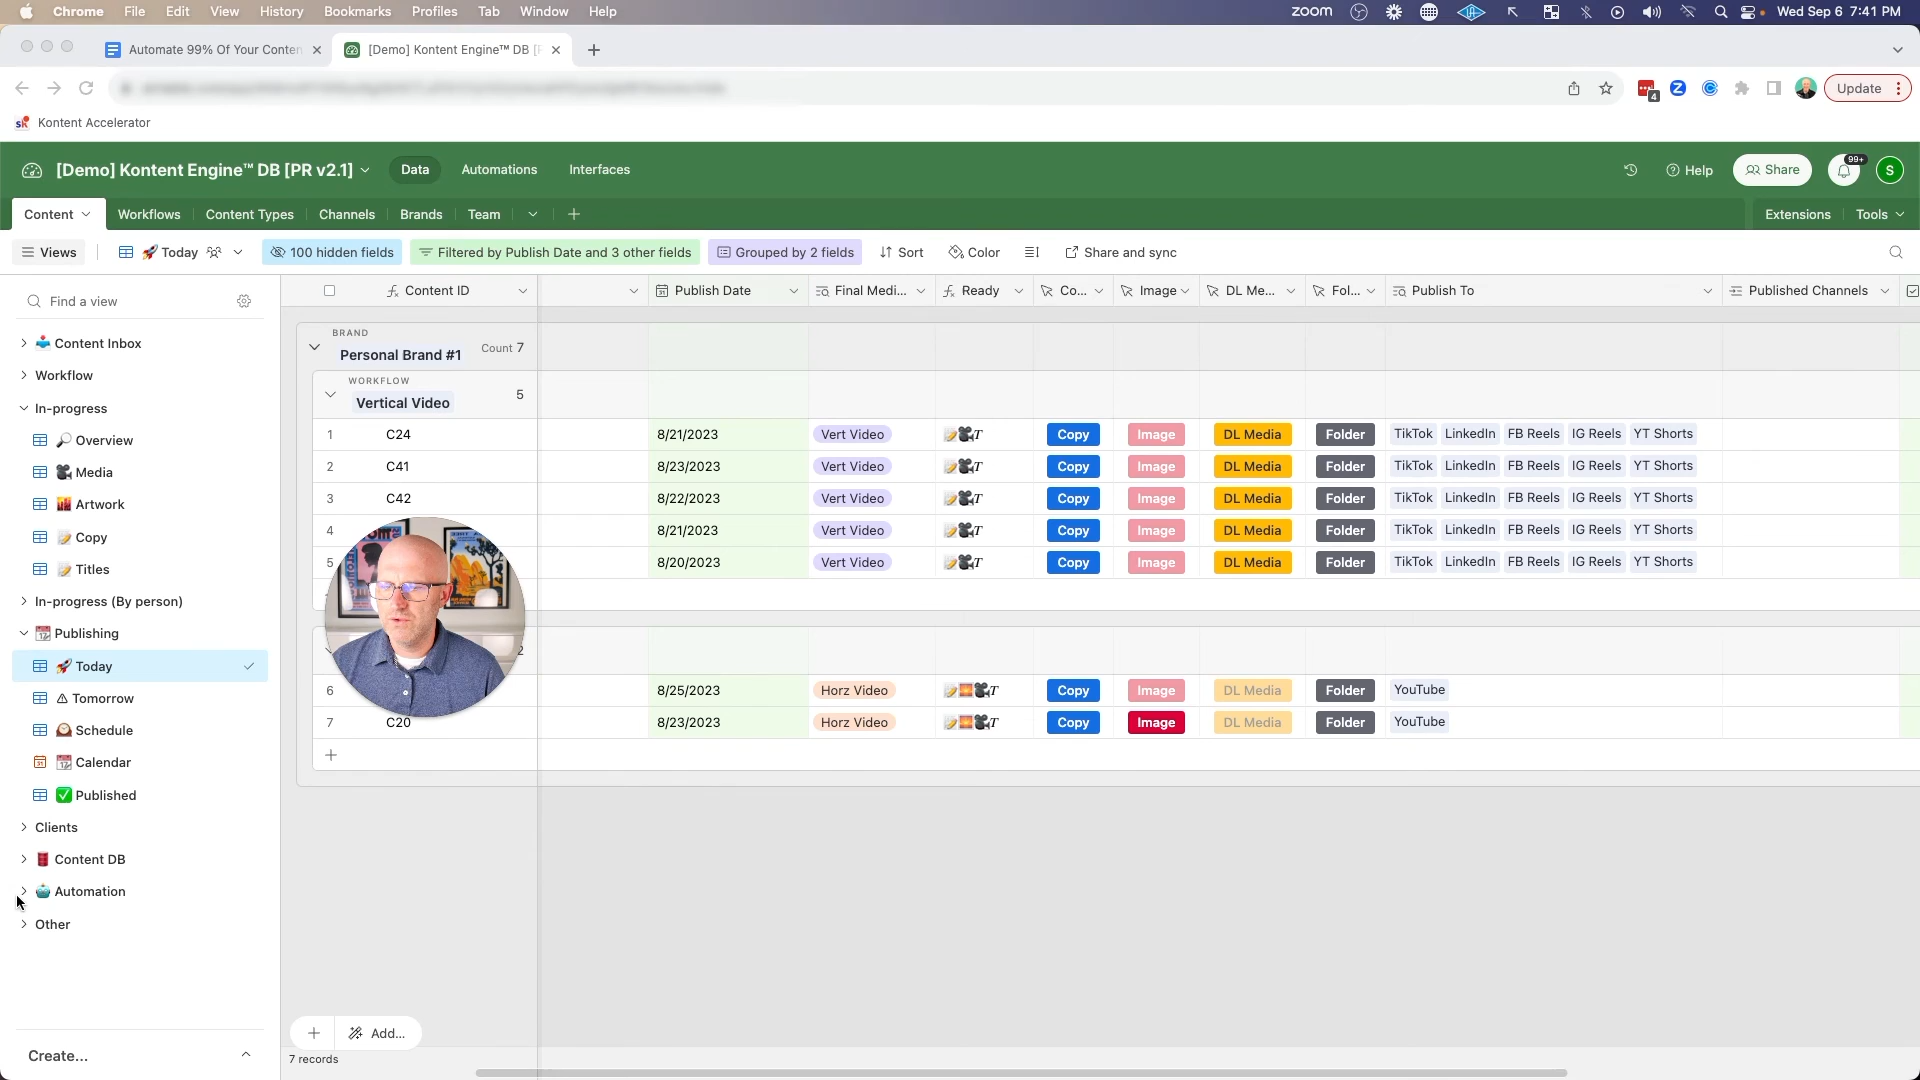 Chrome File Edit View History Bookmarks Profiles Tab Window Help zoom Wed Sep 6 7:41 PM
Automate 99% Of Your Conten [Demo] Kontent Engine™ DB [P
4 Update
Kontent Accelerator
[Demo] Kontent Engine™ DB [PR v2.1] Data Automations Interfaces Help Share 99+ S
Content Workflows Content Types Channels Brands Team Extensions Tools
Views 🚀 Today 100 hidden fields Filtered by Publish Date and 3 other fields Grouped by 2 fields Sort Color Share and sync
Find a view
Content ID Publish Date Final Medi... Ready Co... Image DL Me... Fol... Publish To Published Channels
Content Inbox
Workflow
In-progress
Overview
Media
Artwork
Copy
Titles
In-progress (By person)
Publishing
Today
Tomorrow
Schedule
Calendar
Published
Clients
Content DB
Automation
Other
Create...
BRAND
Personal Brand #1 Count 7
WORKFLOW
Vertical Video 5
1 C24 8/21/2023 Vert Video T Copy Image DL Media Folder TikTok LinkedIn FB Reels IG Reels YT Shorts
2 C41 8/23/2023 Vert Video T Copy Image DL Media Folder TikTok LinkedIn FB Reels IG Reels YT Shorts
3 C42 8/22/2023 Vert Video T Copy Image DL Media Folder TikTok LinkedIn FB Reels IG Reels YT Shorts
4 8/21/2023 Vert Video T Copy Image DL Media Folder TikTok LinkedIn FB Reels IG Reels YT Shorts
5 8/20/2023 Vert Video T Copy Image DL Media Folder TikTok LinkedIn FB Reels IG Reels YT Shorts
2
6 8/25/2023 Horz Video T Copy Image DL Media Folder YouTube
7 C20 8/23/2023 Horz Video T Copy Image DL Media Folder YouTube
Add...
7 records